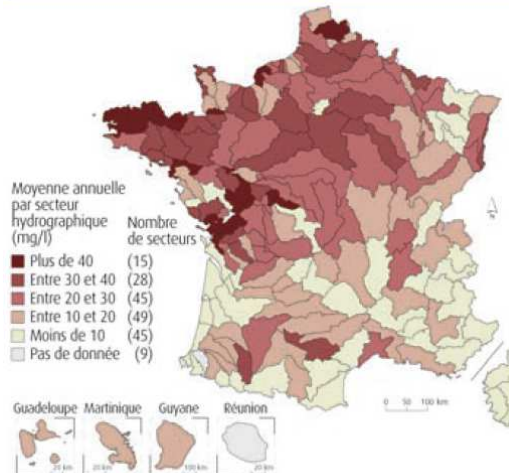 Moyenne annuelle
par secteur
hydrographique
(mg/l)
Nombre
de secteurs
Plus de 40 (15)
Entre 30 et 40 (28)
Entre 20 et 30 (45)
Entre 10 et 20 (49)
Moins de 10 (45)
Pas de donnée (9)
N
0 50 100 km
Guadeloupe Martinique Guyane Réunion
20 km 20 km 100 km 20 km